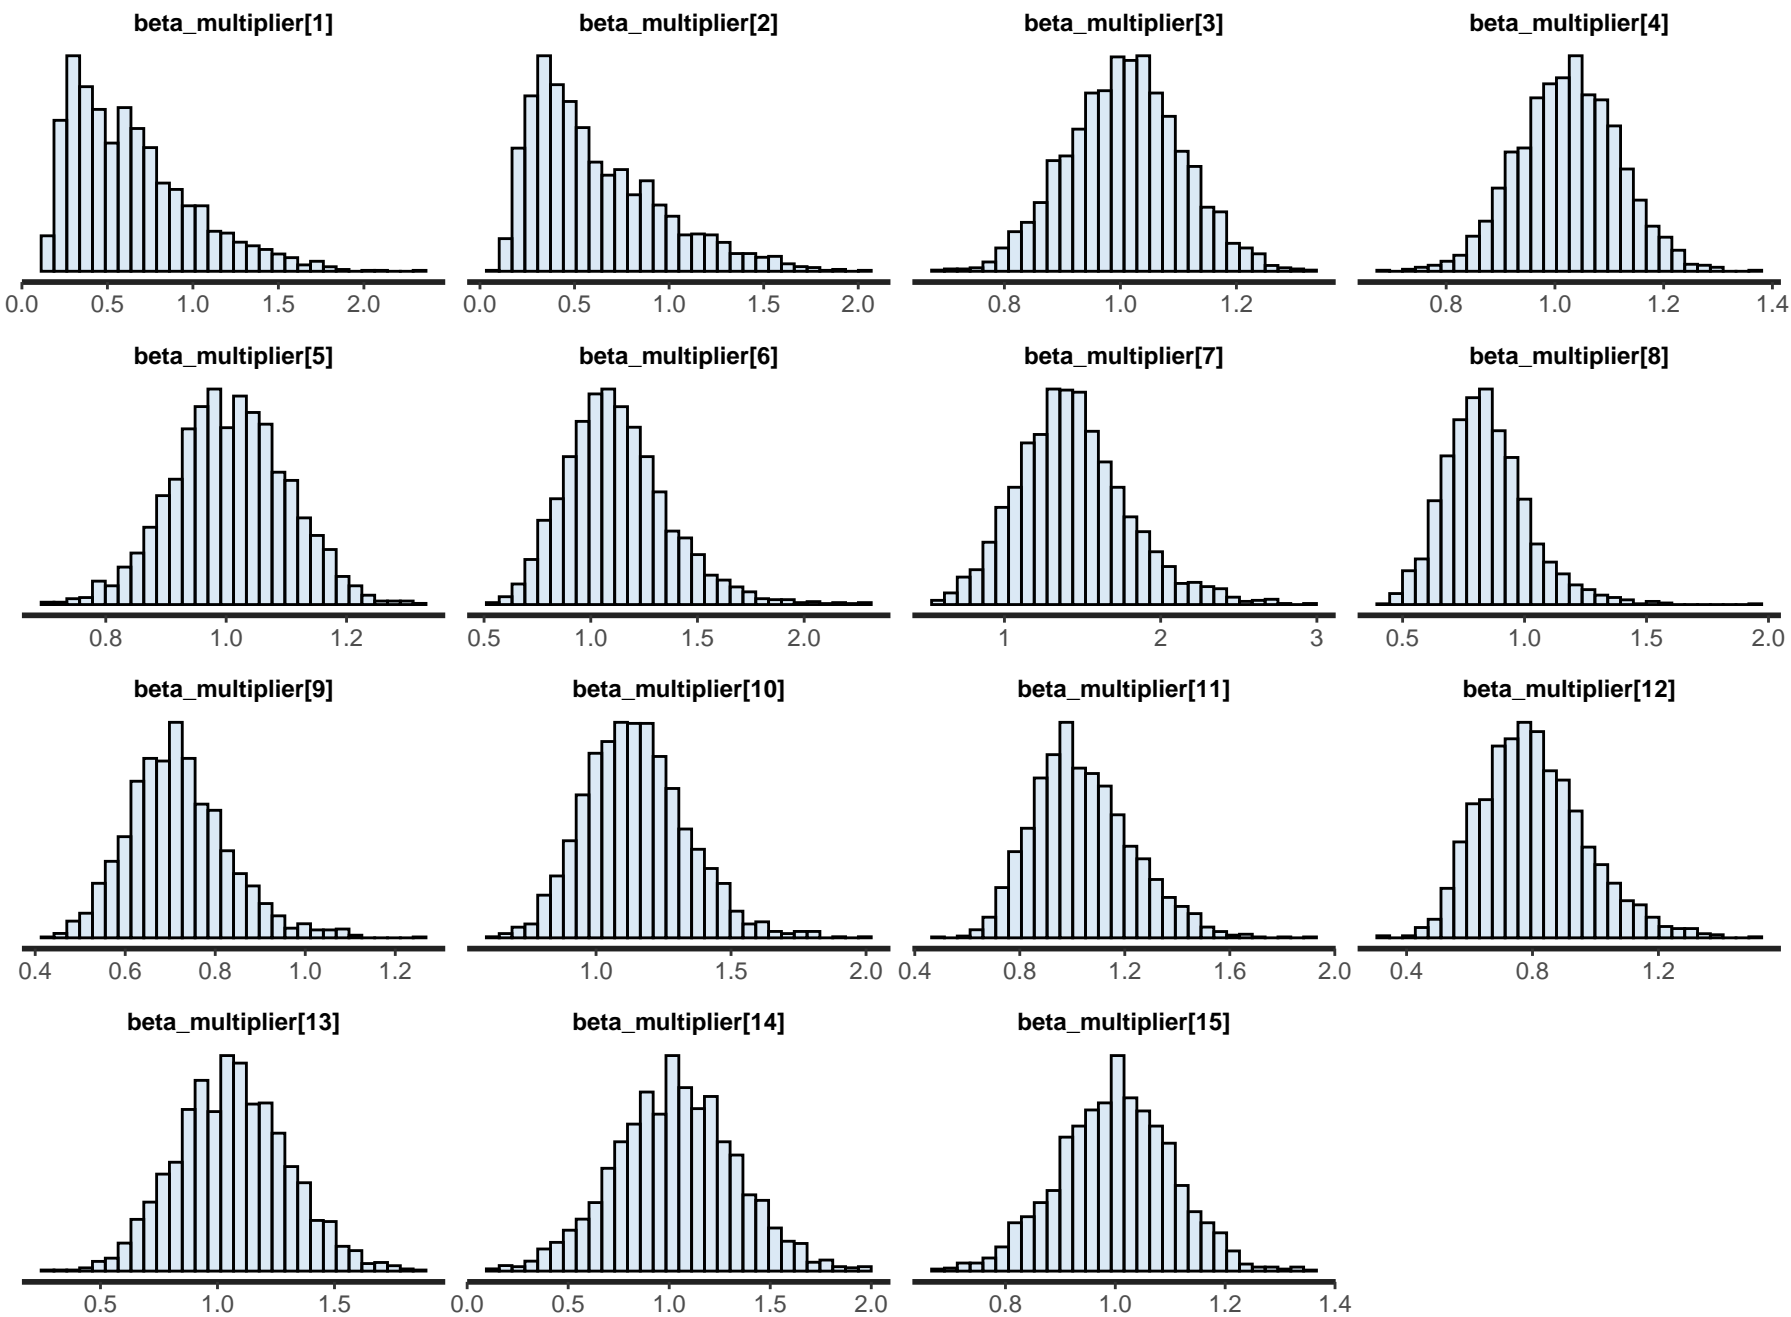 beta_multiplier[1] beta_multiplier[2] beta_multiplier[3] beta_multiplier[4]
0.0 0.5 1.0 1.5 2.0 0.0 0.5 1.0 1.5 2.0 0.8 1.0 1.2 0.8 1.0 1.2 1.4
beta_multiplier[5] beta_multiplier[6] beta_multiplier[7] beta_multiplier[8]
0.8 1.0 1.2 0.5 1.0 1.5 2.0 1 2 3 0.5 1.0 1.5 2.0
beta_multiplier[9] beta_multiplier[10] beta_multiplier[11] beta_multiplier[12]
0.4 0.6 0.8 1.0 1.2 1.0 1.5 2.0 0.4 0.8 1.2 1.6 2.0 0.4 0.8 1.2
beta_multiplier[13] beta_multiplier[14] beta_multiplier[15]
0.5 1.0 1.5 0.0 0.5 1.0 1.5 2.0 0.8 1.0 1.2 1.4